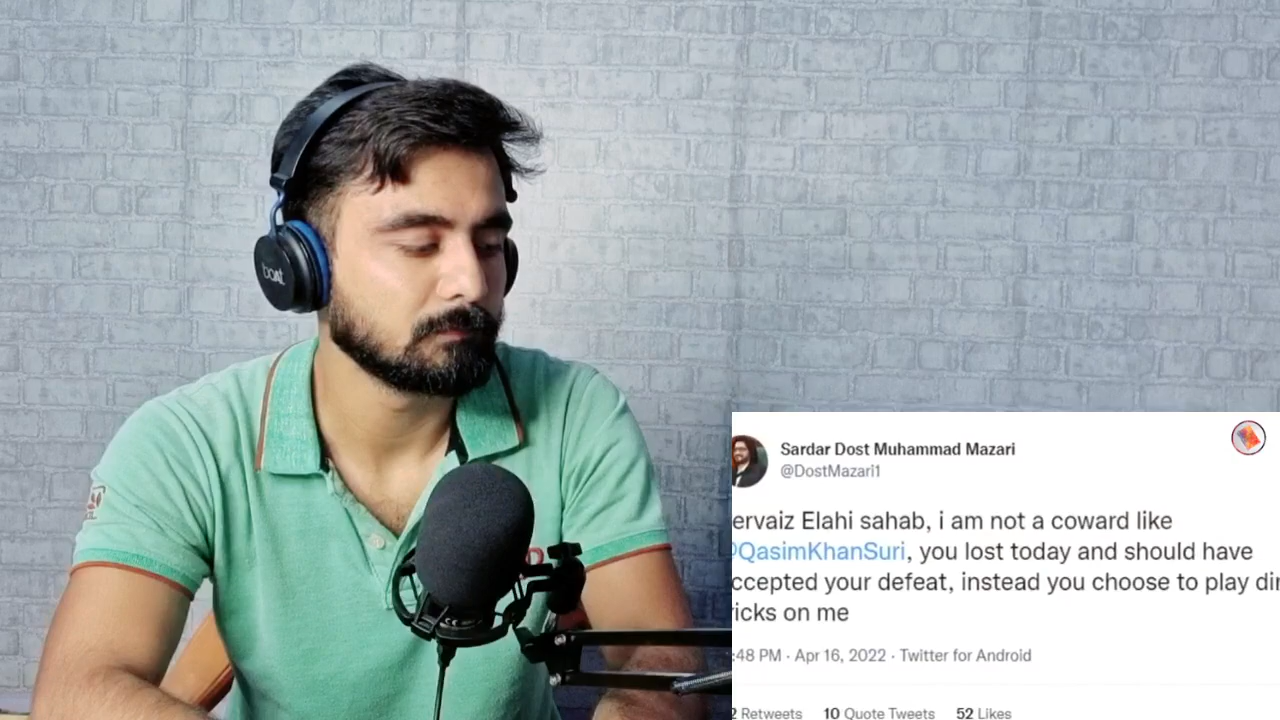 boAt
Sardar Dost Muhammad Mazari
@DostMazari1
ervaiz Elahi sahab, i am not a coward like
@QasimKhanSuri, you lost today and should have
ccepted your defeat, instead you choose to play dir
ricks on me
:48 PM · Apr 16, 2022 · Twitter for Android
2 Retweets 10 Quote Tweets 52 Likes